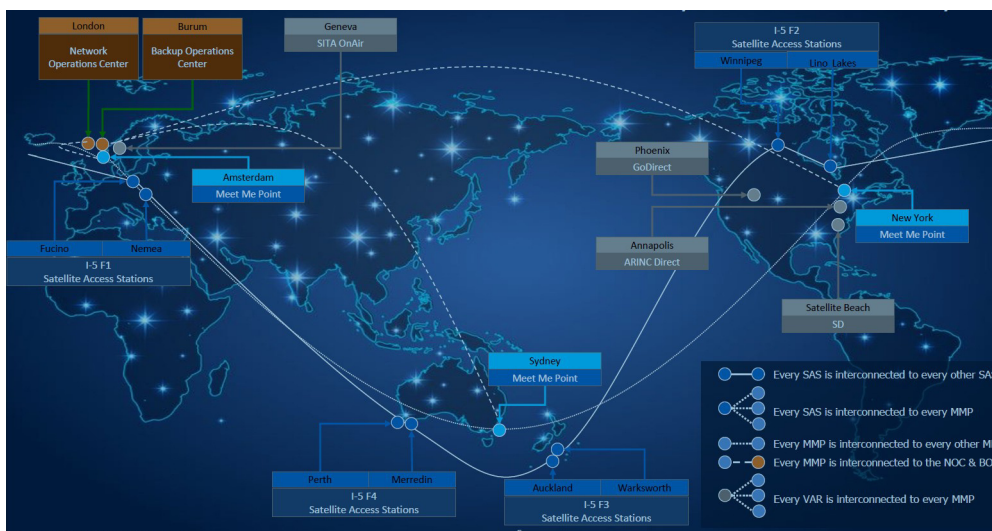 London
Network
Operations Center
Burum
Backup Operations
Center
Geneva
SITA OnAir
I-5 F2
Satellite Access Stations
Winnipeg
Lino Lakes
Amsterdam
Meet Me Point
Phoenix
GoDirect
New York
Meet Me Point
Annapolis
ARINC Direct
Fucino
Nemea
I-5 F1
Satellite Access Stations
Satellite Beach
SD
Sydney
Meet Me Point
Perth
Merredin
I-5 F4
Satellite Access Stations
Auckland
Warksworth
I-5 F3
Satellite Access Stations
Every SAS is interconnected to every other SA
Every SAS is interconnected to every MMP
Every MMP is interconnected to every other M
Every MMP is interconnected to the NOC & BO
Every VAR is interconnected to every MMP